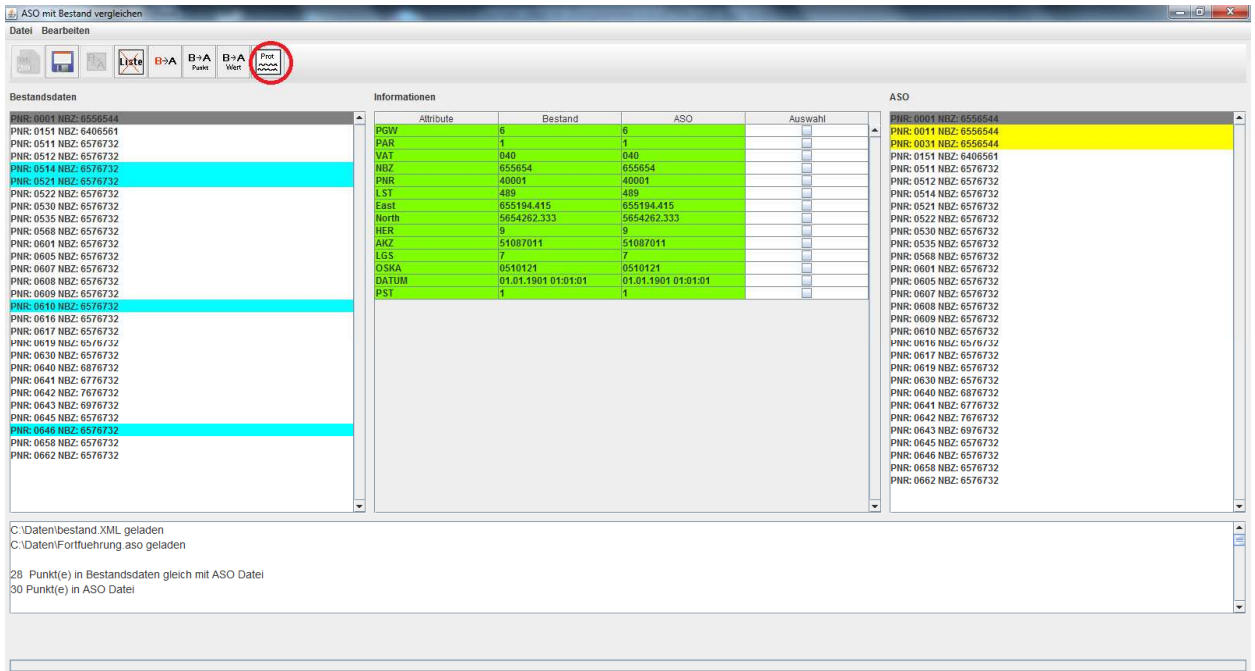 ASO mit Bestand vergleichen
Datei Bearbeiten
Liste B→A B→A Punkt B→A Wert Prot
Bestandsdaten
PNR: 0001 NBZ: 6556544
PNR: 0151 NBZ: 6406561
PNR: 0511 NBZ: 6576732
PNR: 0512 NBZ: 6576732
PNR: 0514 NBZ: 6576732
PNR: 0521 NBZ: 6576732
PNR: 0522 NBZ: 6576732
PNR: 0530 NBZ: 6576732
PNR: 0535 NBZ: 6576732
PNR: 0568 NBZ: 6576732
PNR: 0601 NBZ: 6576732
PNR: 0605 NBZ: 6576732
PNR: 0607 NBZ: 6576732
PNR: 0608 NBZ: 6576732
PNR: 0609 NBZ: 6576732
PNR: 0610 NBZ: 6576732
PNR: 0616 NBZ: 6576732
PNR: 0617 NBZ: 6576732
PNR: 0619 NBZ: 6576732
PNR: 0630 NBZ: 6576732
PNR: 0640 NBZ: 6876732
PNR: 0641 NBZ: 6776732
PNR: 0642 NBZ: 7676732
PNR: 0643 NBZ: 6976732
PNR: 0645 NBZ: 6576732
PNR: 0646 NBZ: 6576732
PNR: 0658 NBZ: 6576732
PNR: 0662 NBZ: 6576732
Informationen
Attribute Bestand ASO Auswahl
PGW 6 6
PAR 1 1
VAT 040 040
NBZ 655654 655654
PNR 40001 40001
LST 489 489
East 655194.415 655194.415
North 5654262.333 5654262.333
HER 9 9
AKZ 51087011 51087011
LGS 7 7
OSKA 0510121 0510121
DATUM 01.01.1901 01:01:01 01.01.1901 01:01:01
PST 1 1
ASO
PNR: 0001 NBZ: 6556544
PNR: 0011 NBZ: 6556544
PNR: 0031 NBZ: 6556544
PNR: 0151 NBZ: 6406561
PNR: 0511 NBZ: 6576732
PNR: 0512 NBZ: 6576732
PNR: 0514 NBZ: 6576732
PNR: 0521 NBZ: 6576732
PNR: 0522 NBZ: 6576732
PNR: 0530 NBZ: 6576732
PNR: 0535 NBZ: 6576732
PNR: 0568 NBZ: 6576732
PNR: 0601 NBZ: 6576732
PNR: 0605 NBZ: 6576732
PNR: 0607 NBZ: 6576732
PNR: 0608 NBZ: 6576732
PNR: 0609 NBZ: 6576732
PNR: 0610 NBZ: 6576732
PNR: 0616 NBZ: 6576732
PNR: 0617 NBZ: 6576732
PNR: 0619 NBZ: 6576732
PNR: 0630 NBZ: 6576732
PNR: 0640 NBZ: 6876732
PNR: 0641 NBZ: 6776732
PNR: 0642 NBZ: 7676732
PNR: 0643 NBZ: 6976732
PNR: 0645 NBZ: 6576732
PNR: 0646 NBZ: 6576732
PNR: 0658 NBZ: 6576732
PNR: 0662 NBZ: 6576732
C:\Daten\bestand.XML geladen
C:\Daten\Fortfuehrung.aso geladen
28 Punkt(e) in Bestandsdaten gleich mit ASO Datei
30 Punkt(e) in ASO Datei